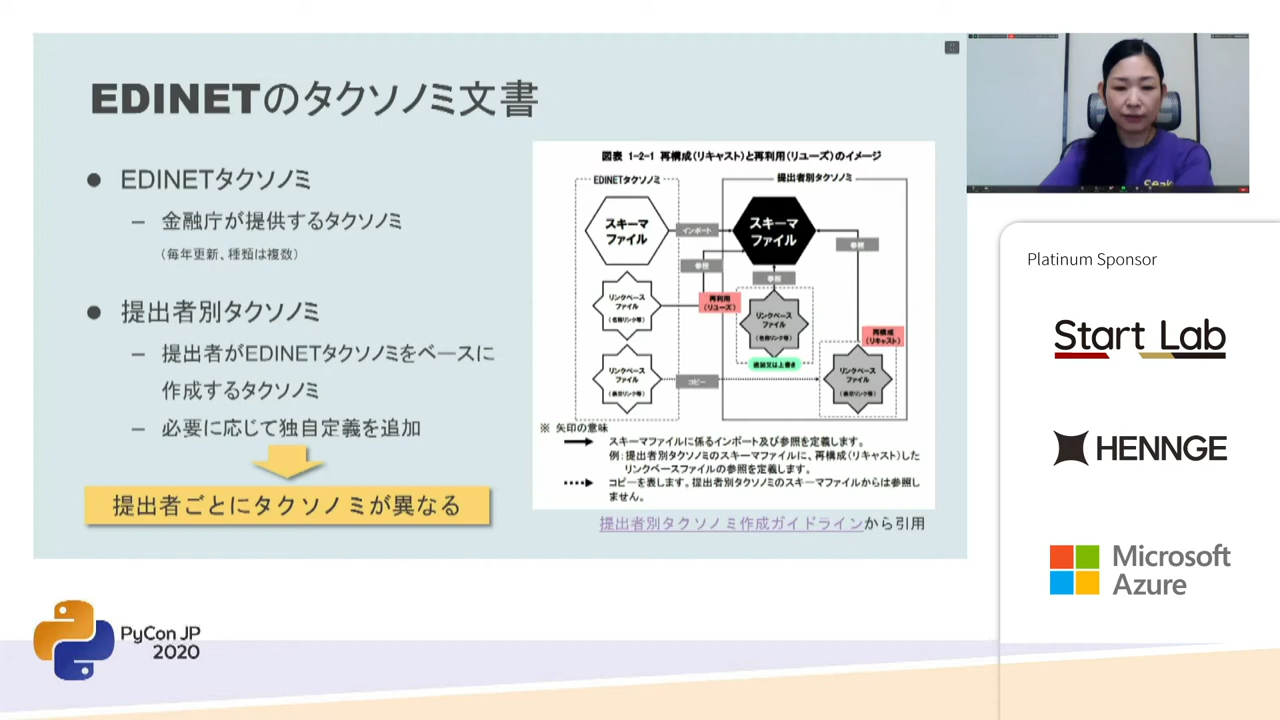 EDINETのタクソノミ文書
● EDINETタクソノミ
– 金融庁が提供するタクソノミ
(毎年更新、種類は複数)
● 提出者別タクソノミ
– 提出者がEDINETタクソノミをベースに
作成するタクソノミ
– 必要に応じて独自定義を追加
提出者ごとにタクソノミが異なる
図表 1-2-1 再構成(リキャスト)と再利用(リユーズ)のイメージ
EDINETタクソノミ
提出者別タクソノミ
スキーマ
ファイル
インポート
スキーマ
ファイル
参照
参照
参照
リンクベース
ファイル
(名称リンク等)
再利用
(リユーズ)
リンクベース
ファイル
(名称リンク等)
追加又は上書き
再構成
(リキャスト)
リンクベース
ファイル
(表示リンク等)
コピー
リンクベース
ファイル
(表示リンク等)
※ 矢印の意味
スキーマファイルに係るインポート及び参照を定義します。
例:提出者別タクソノミのスキーマファイルに、再構成(リキャスト)した
リンクベースファイルの参照を定義します。
コピーを表します。提出者別タクソノミのスキーマファイルからは参照し
ません。
提出者別タクソノミ作成ガイドラインから引用
Platinum Sponsor
Start Lab
HENNGE
Microsoft
Azure
PyCon JP
2020